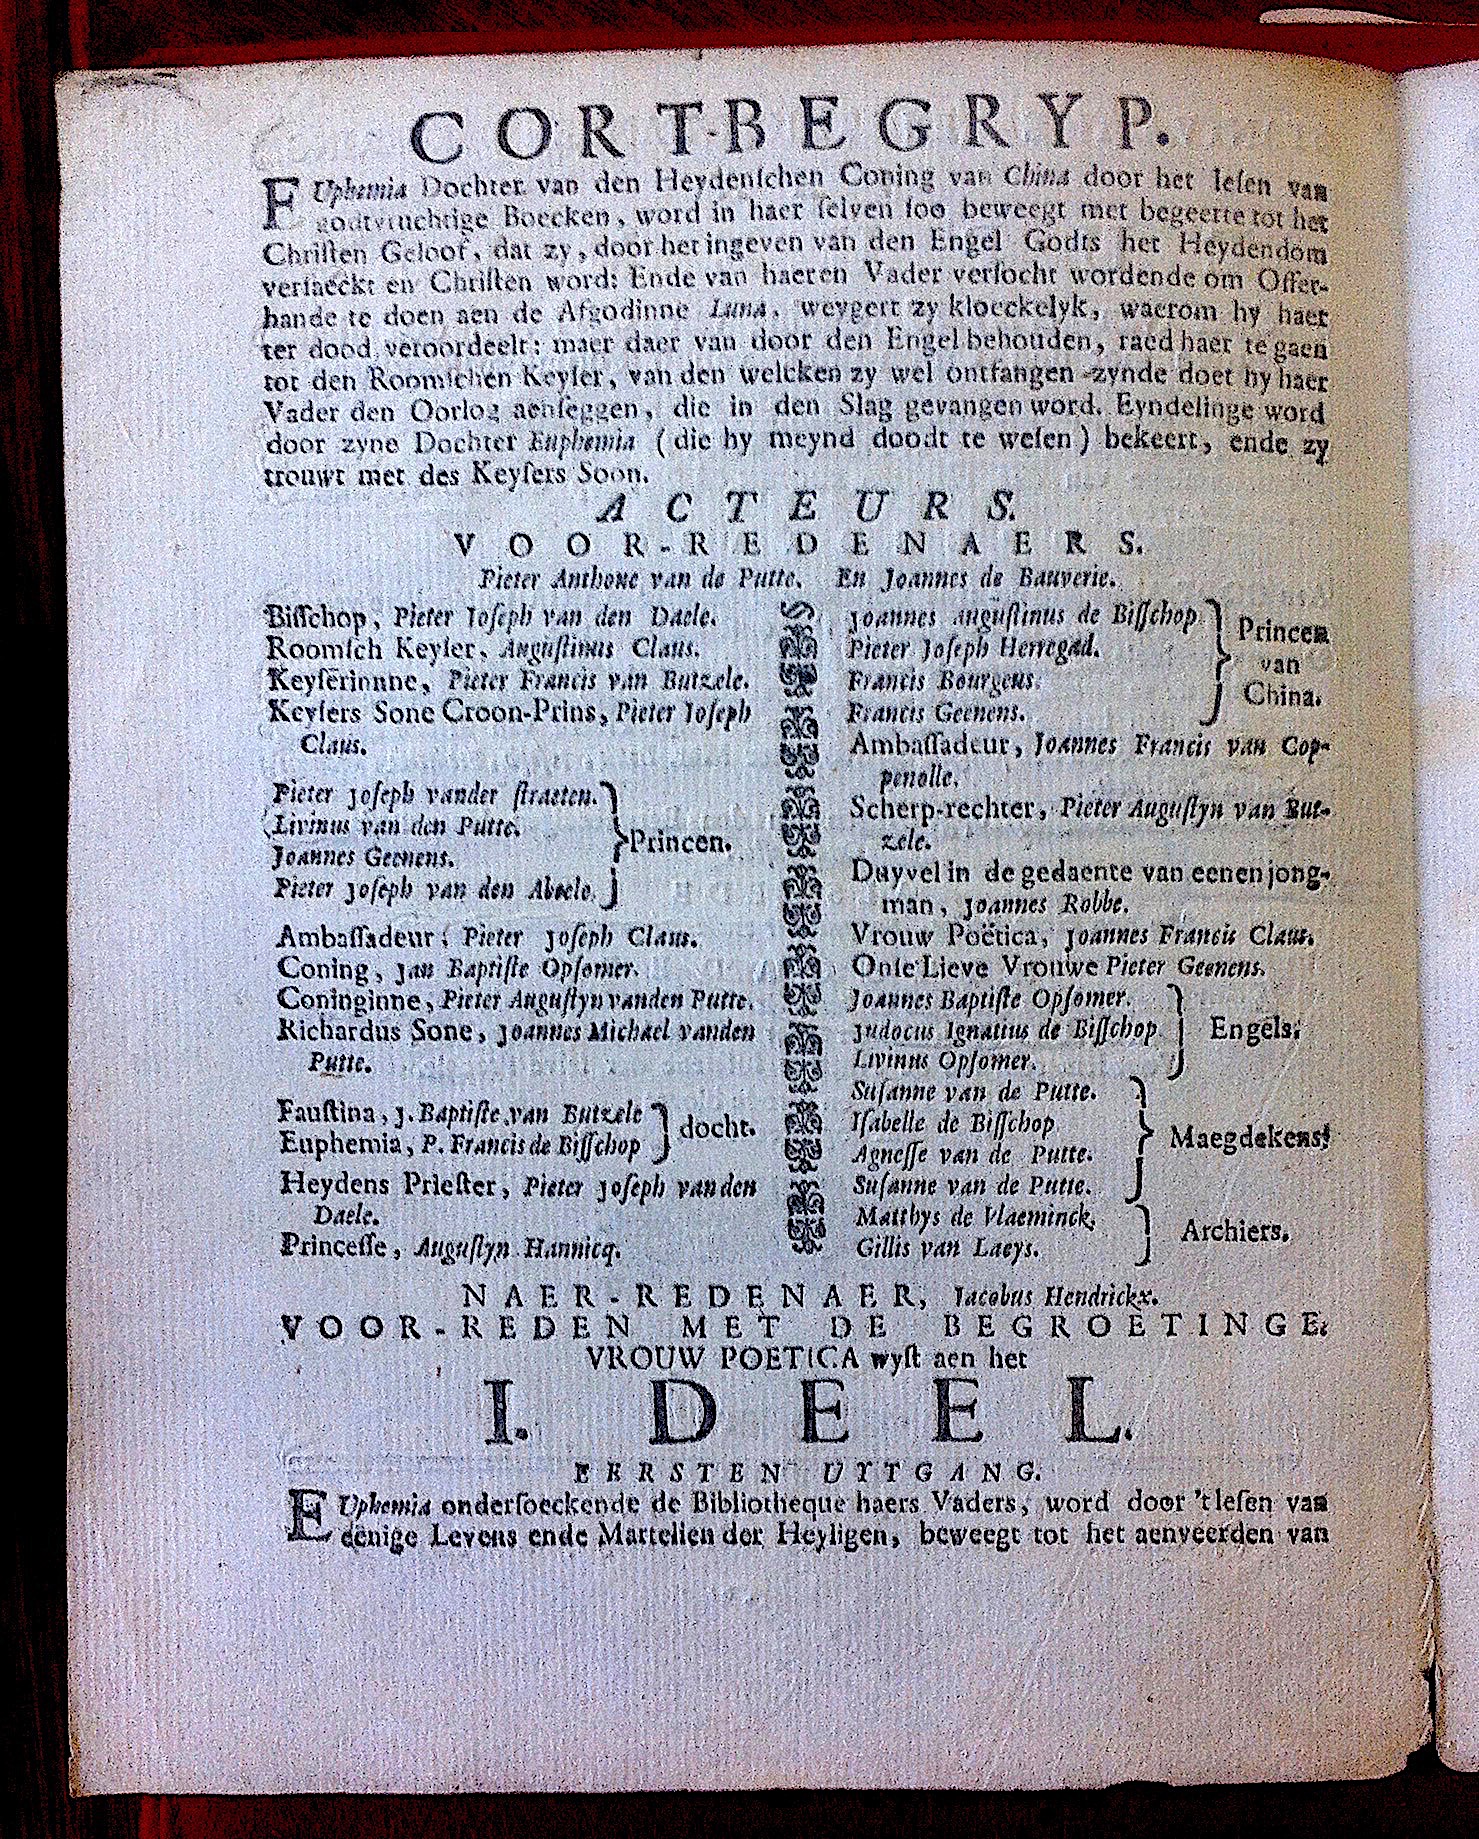 CORT-BEGRYP.
EUphemia Dochter van den Heydenſchen Coning van China door het leſen van
godtvruchtige Boecken, word in haer ſelven ſoo beweegt met begeerte tot het
Chriſten Geloof, dat zy, door het ingeven van den Engel Godts het Heydendom
verſaeckt en Chriſten word: Ende van haeren Vader verſocht wordende om Offer-
hande te doen aen de Afgodinne Luna, weygert zy kloeckelyk, waerom hy haer
ter dood veroordeelt: maer daer van door den Engel behouden, raed haer te gaen
tot den Roomſchen Keyſer, van den welcken zy wel ontfangen zynde doet hy haer
Vader den Oorlog aenſeggen, die in den Slag gevangen word. Eyndelinge word
door zyne Dochter Euphemia (die hy meynd doodt te weſen) bekeert, ende zy
trouwt met des Keyſers Soon.
ACTEURS.
VOOR-REDENAERS.
Pieter Anthone van de Putte. En Joannes de Bauverie.
Biſſchop, Pieter Joſeph van den Daele.
Roomſch Keyſer, Auguſtinus Claus.
Keyſerinnne, Pieter Francis van Butzele.
Keyſers Sone Croon-Prins, Pieter Joſeph
Claus.
Pieter Joſeph vander ſtraeten.
Livinus van den Putte.
Joannes Geenens.
Pieter Joſeph van den Abeele.
Princen.
Ambaſſadeur, Pieter Joſeph Claus.
Coning, Jan Baptiſte Opſomer.
Coninginne, Pieter Auguſtyn vanden Putte.
Richardus Sone, Joannes Michael vanden
Putte.
Fauſtina, J. Baptiſte van Butzele
Euphemia, P. Francis de Biſſchop
docht.
Heydens Prieſter, Pieter Joſeph van den
Daele.
Princeſſe, Auguſtyn Hannicq.
Joannes Auguſtinus de Biſſchop
Pieter Joſeph Herregad.
Francis Bourgeus.
Francis Geenens.
Princen
van
China.
Ambaſſadeur, Joannes Francis van Cop-
penolle.
Scherp-rechter, Pieter Auguſtyn van But-
zele.
Duyvel in de gedaente van eenen jong-
man, Joannes Robbe.
Vrouw Poëtica, Joannes Francis Claus.
Onſe Lieve Vrouwe Pieter Geenens.
Joannes Baptiſte Opſomer.
Judocus Ignatius de Biſſchop
Livinus Opſomer.
Engels.
Suſanne van de Putte.
Iſabelle de Biſſchop
Agneſſe van de Putte.
Suſanne van de Putte.
Maegdekens.
Matthys de Vlaeminck,
Gillis van Laeys.
Archiers.
NAER-REDENAER, Jacobus Hendrickx.
VOOR-REDEN MET DE BEGROETINGE.
VROUW POETICA wyſt aen het
I. DEEL.
EERSTEN UYTGANG.
EUphemia onderſoeckende de Bibliotheque haers Vaders, word door 't leſen van
eenige Levens ende Martelien der Heyligen, beweegt tot het aenveerden van